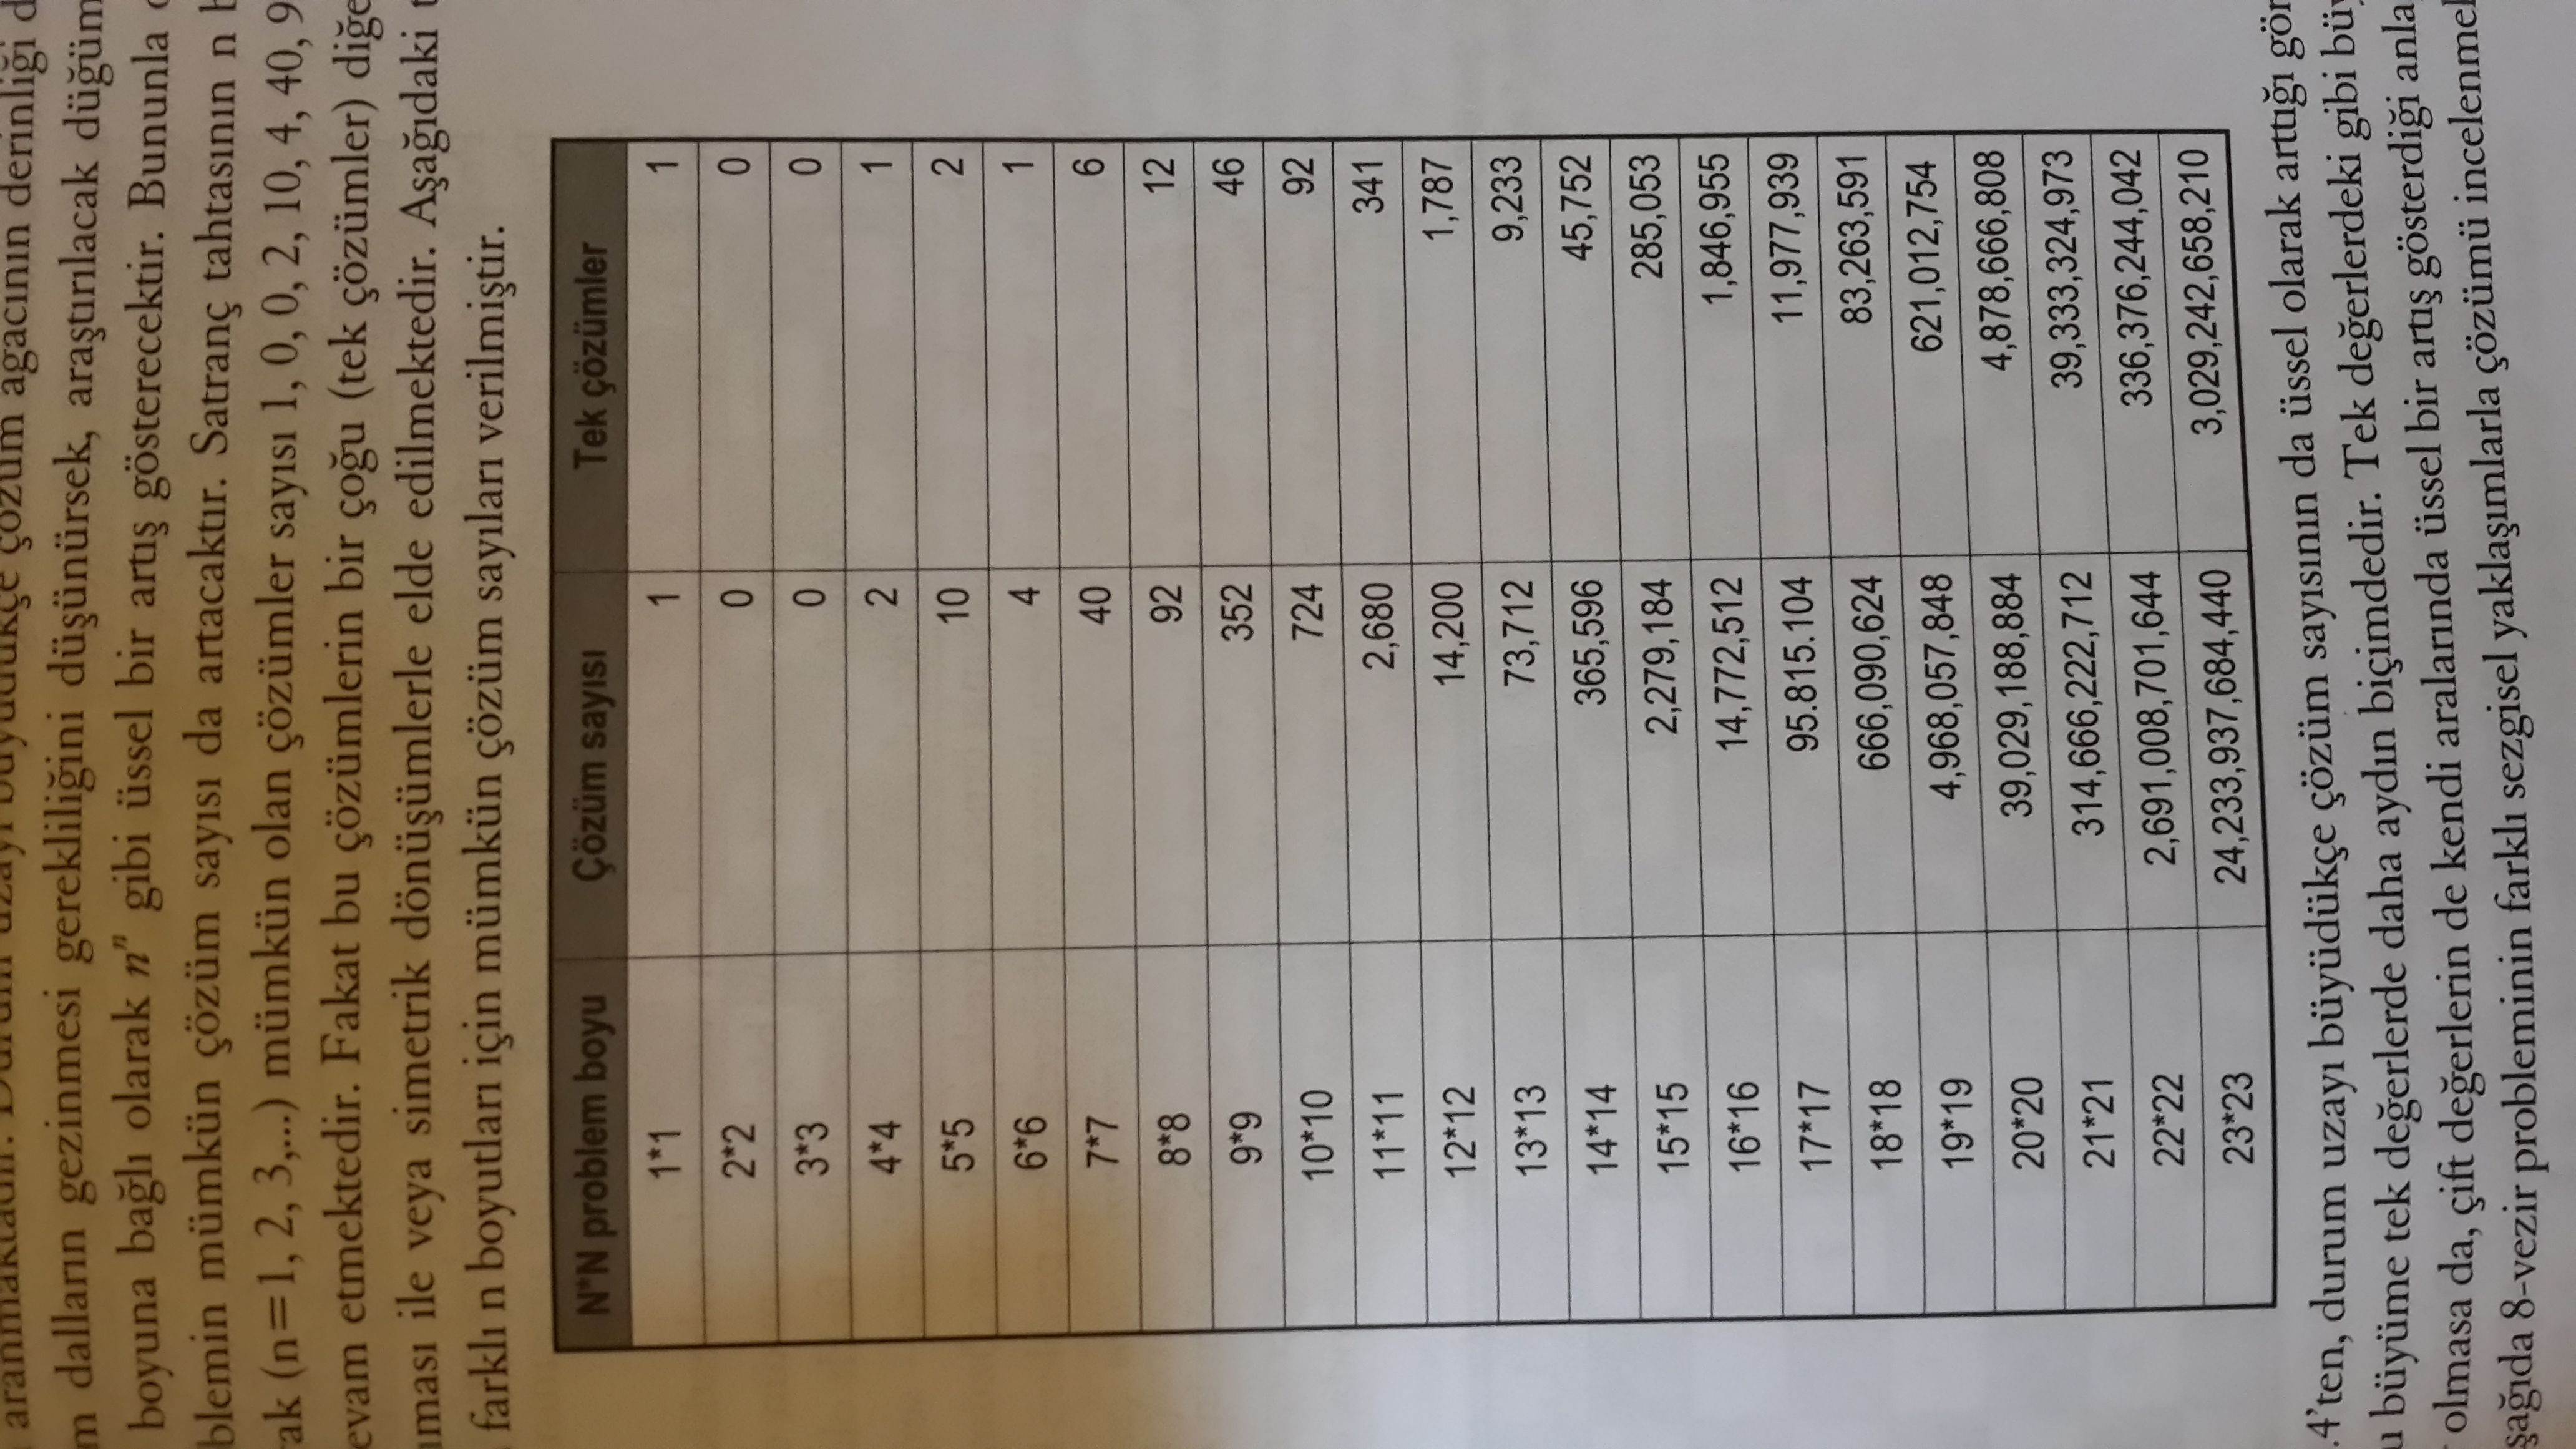 aranmaktadır. Durum uzayı büyüdükçe çözüm ağacının derinliği
m dalların gezinmesi gerekliliğini düşünürsek, araştırılacak düğüm
boyuna bağlı olarak nⁿ gibi üssel bir artış gösterecektir. Bununla
blemin mümkün çözüm sayısı da artacaktır. Satranç tahtasının n
rak (n=1, 2, 3,...) mümkün olan çözümler sayısı 1, 0, 0, 2, 10, 4, 40, 9
evam etmektedir. Fakat bu çözümlerin bir çoğu (tek çözümler) diğe
ıması ile veya simetrik dönüşümlerle elde edilmektedir. Aşağıdaki t
farklı n boyutları için mümkün çözüm sayıları verilmiştir.
N*N problem boyu Çözüm sayısı Tek çözümler
1*1 1 1
2*2 0 0
3*3 0 0
4*4 2 1
5*5 10 2
6*6 4 1
7*7 40 6
8*8 92 12
9*9 352 46
10*10 724 92
11*11 2,680 341
12*12 14,200 1,787
13*13 73,712 9,233
14*14 365,596 45,752
15*15 2,279,184 285,053
16*16 14,772,512 1,846,955
17*17 95.815.104 11,977,939
18*18 666,090,624 83,263,591
19*19 4,968,057,848 621,012,754
20*20 39,029,188,884 4,878,666,808
21*21 314,666,222,712 39,333,324,973
22*22 2,691,008,701,644 336,376,244,042
23*23 24,233,937,684,440 3,029,242,658,210
.4'ten, durum uzayı büyüdükçe çözüm sayısının da üssel olarak arttığı gör
u büyüme tek değerlerde daha aydın biçimdedir. Tek değerlerdeki gibi büy
olmasa da, çift değerlerin de kendi aralarında üssel bir artış gösterdiği anla
şağıda 8-vezir probleminin farklı sezgisel yaklaşımlarla çözümü incelenmel